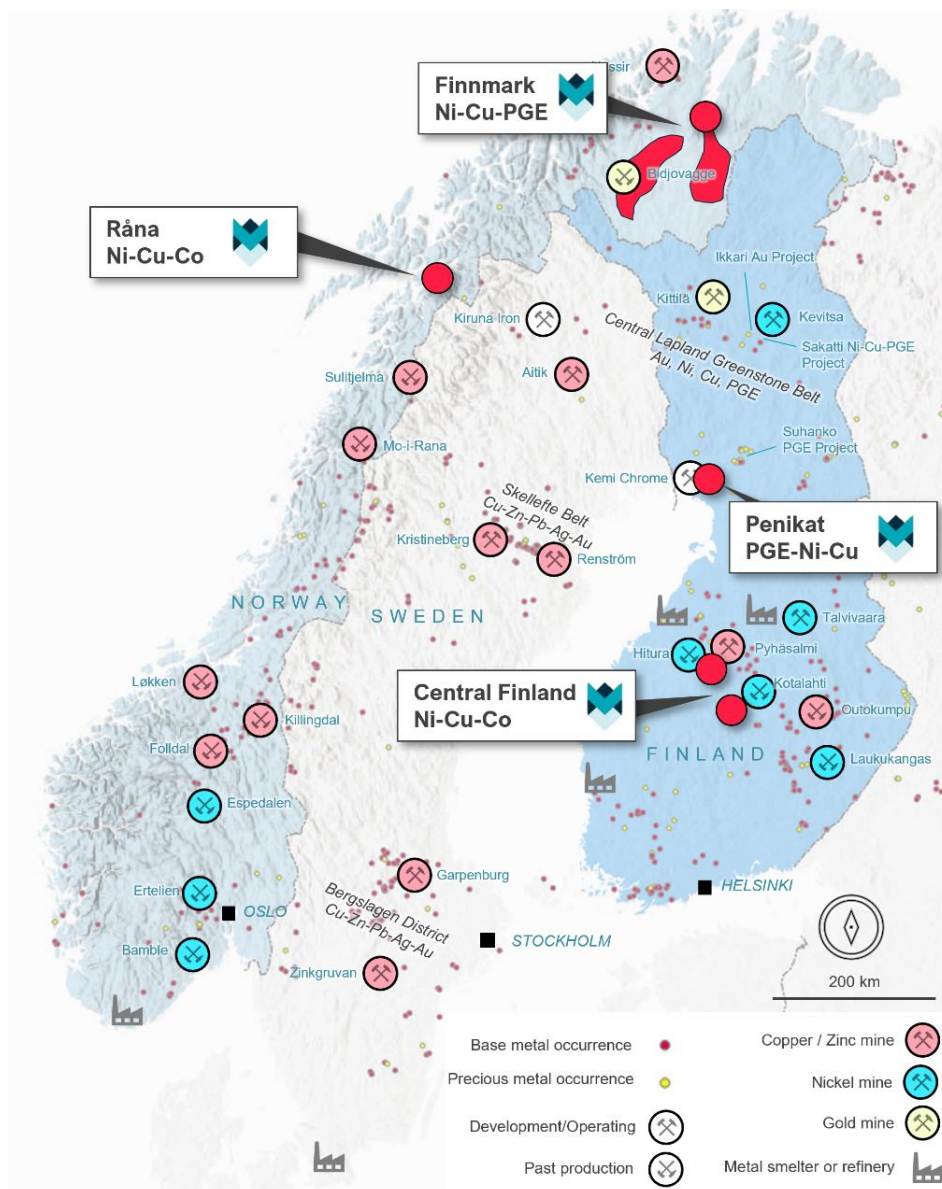 Nussir
Finnmark
Ni-Cu-PGE
Bidjovagge
Råna
Ni-Cu-Co
Ikkari Au Project
Kittilä
Kevitsa
Kiruna Iron
Sakatti Ni-Cu-PGE
Project
Central Lapland Greenstone Belt
Au, Ni, Cu, PGE
Sulitjelma
Aitik
Mo-i-Rana
Suhanko
PGE Project
Kemi Chrome
Skellefte Belt
Cu-Zn-Pb-Ag-Au
Penikat
PGE-Ni-Cu
Kristineberg
Renström
NORWAY
SWEDEN
Talvivaara
Hitura
Pyhäsalmi
Løkken
Central Finland
Ni-Cu-Co
Kotalahti
Killingdal
Outokumpu
Folldal
FINLAND
Laukukangas
Espedalen
Garpenburg
Ertelien
HELSINKI
OSLO
Bergslagen District
Cu-Zn-Pb-Ag-Au
STOCKHOLM
Bamble
Zinkgruvan
200 km
Base metal occurrence
Copper / Zinc mine
Precious metal occurrence
Nickel mine
Development/Operating
Gold mine
Past production
Metal smelter or refinery